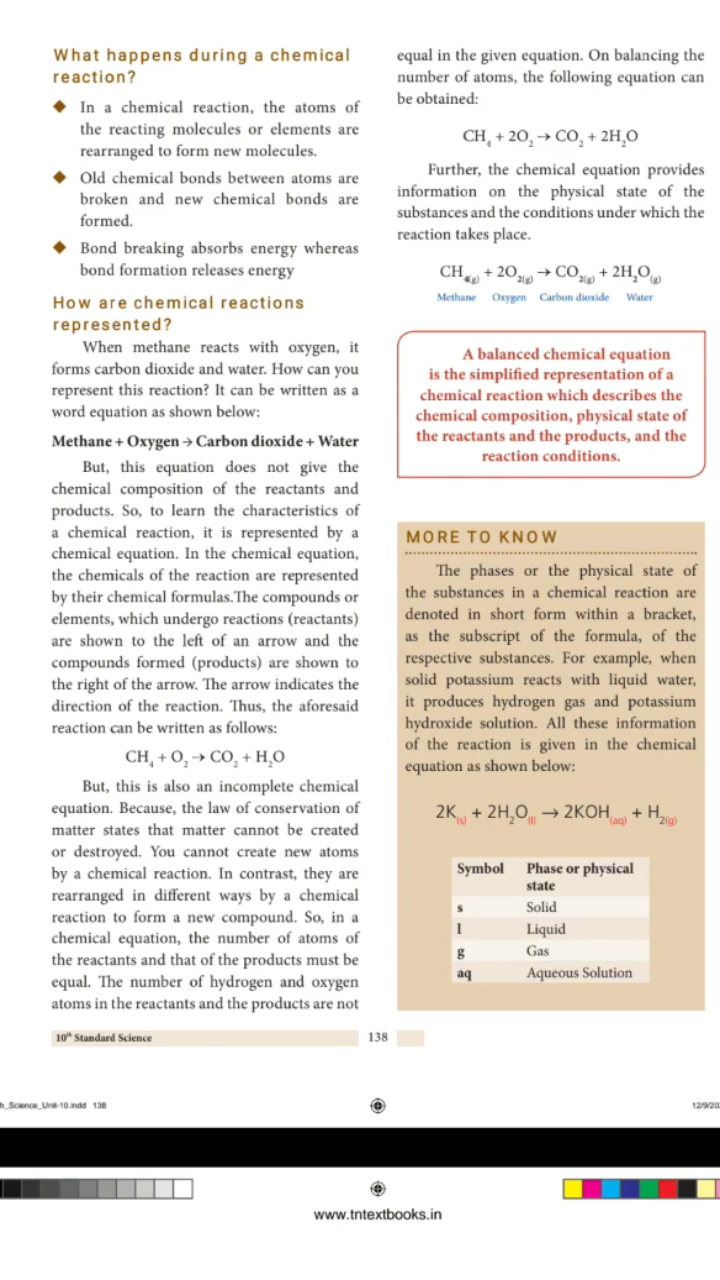 What happens during a chemical
reaction?
◆ In a chemical reaction, the atoms of
the reacting molecules or elements are
rearranged to form new molecules.
◆ Old chemical bonds between atoms are
broken and new chemical bonds are
formed.
◆ Bond breaking absorbs energy whereas
bond formation releases energy
How are chemical reactions
represented?
When methane reacts with oxygen, it
forms carbon dioxide and water. How can you
represent this reaction? It can be written as a
word equation as shown below:
Methane + Oxygen → Carbon dioxide + Water
But, this equation does not give the
chemical composition of the reactants and
products. So, to learn the characteristics of
a chemical reaction, it is represented by a
chemical equation. In the chemical equation,
the chemicals of the reaction are represented
by their chemical formulas.The compounds or
elements, which undergo reactions (reactants)
are shown to the left of an arrow and the
compounds formed (products) are shown to
the right of the arrow. The arrow indicates the
direction of the reaction. Thus, the aforesaid
reaction can be written as follows:
CH₄ + O₂ → CO₂ + H₂O
But, this is also an incomplete chemical
equation. Because, the law of conservation of
matter states that matter cannot be created
or destroyed. You cannot create new atoms
by a chemical reaction. In contrast, they are
rearranged in different ways by a chemical
reaction to form a new compound. So, in a
chemical equation, the number of atoms of
the reactants and that of the products must be
equal. The number of hydrogen and oxygen
atoms in the reactants and the products are not
equal in the given equation. On balancing the
number of atoms, the following equation can
be obtained:
CH₄ + 2O₂ → CO₂ + 2H₂O
Further, the chemical equation provides
information on the physical state of the
substances and the conditions under which the
reaction takes place.
CH₄(g) + 2O₂(g) → CO₂(g) + 2H₂O(g)
Methane Oxygen Carbon dioxide Water
A balanced chemical equation
is the simplified representation of a
chemical reaction which describes the
chemical composition, physical state of
the reactants and the products, and the
reaction conditions.
MORE TO KNOW
The phases or the physical state of
the substances in a chemical reaction are
denoted in short form within a bracket,
as the subscript of the formula, of the
respective substances. For example, when
solid potassium reacts with liquid water,
it produces hydrogen gas and potassium
hydroxide solution. All these information
of the reaction is given in the chemical
equation as shown below:
2K(s) + 2H₂O(l) → 2KOH(aq) + H₂(g)
Symbol Phase or physical
state
s Solid
l Liquid
g Gas
aq Aqueous Solution
10th Standard Science 138
h_Science_Unit-10.indd 138 12/9/202
www.tntextbooks.in